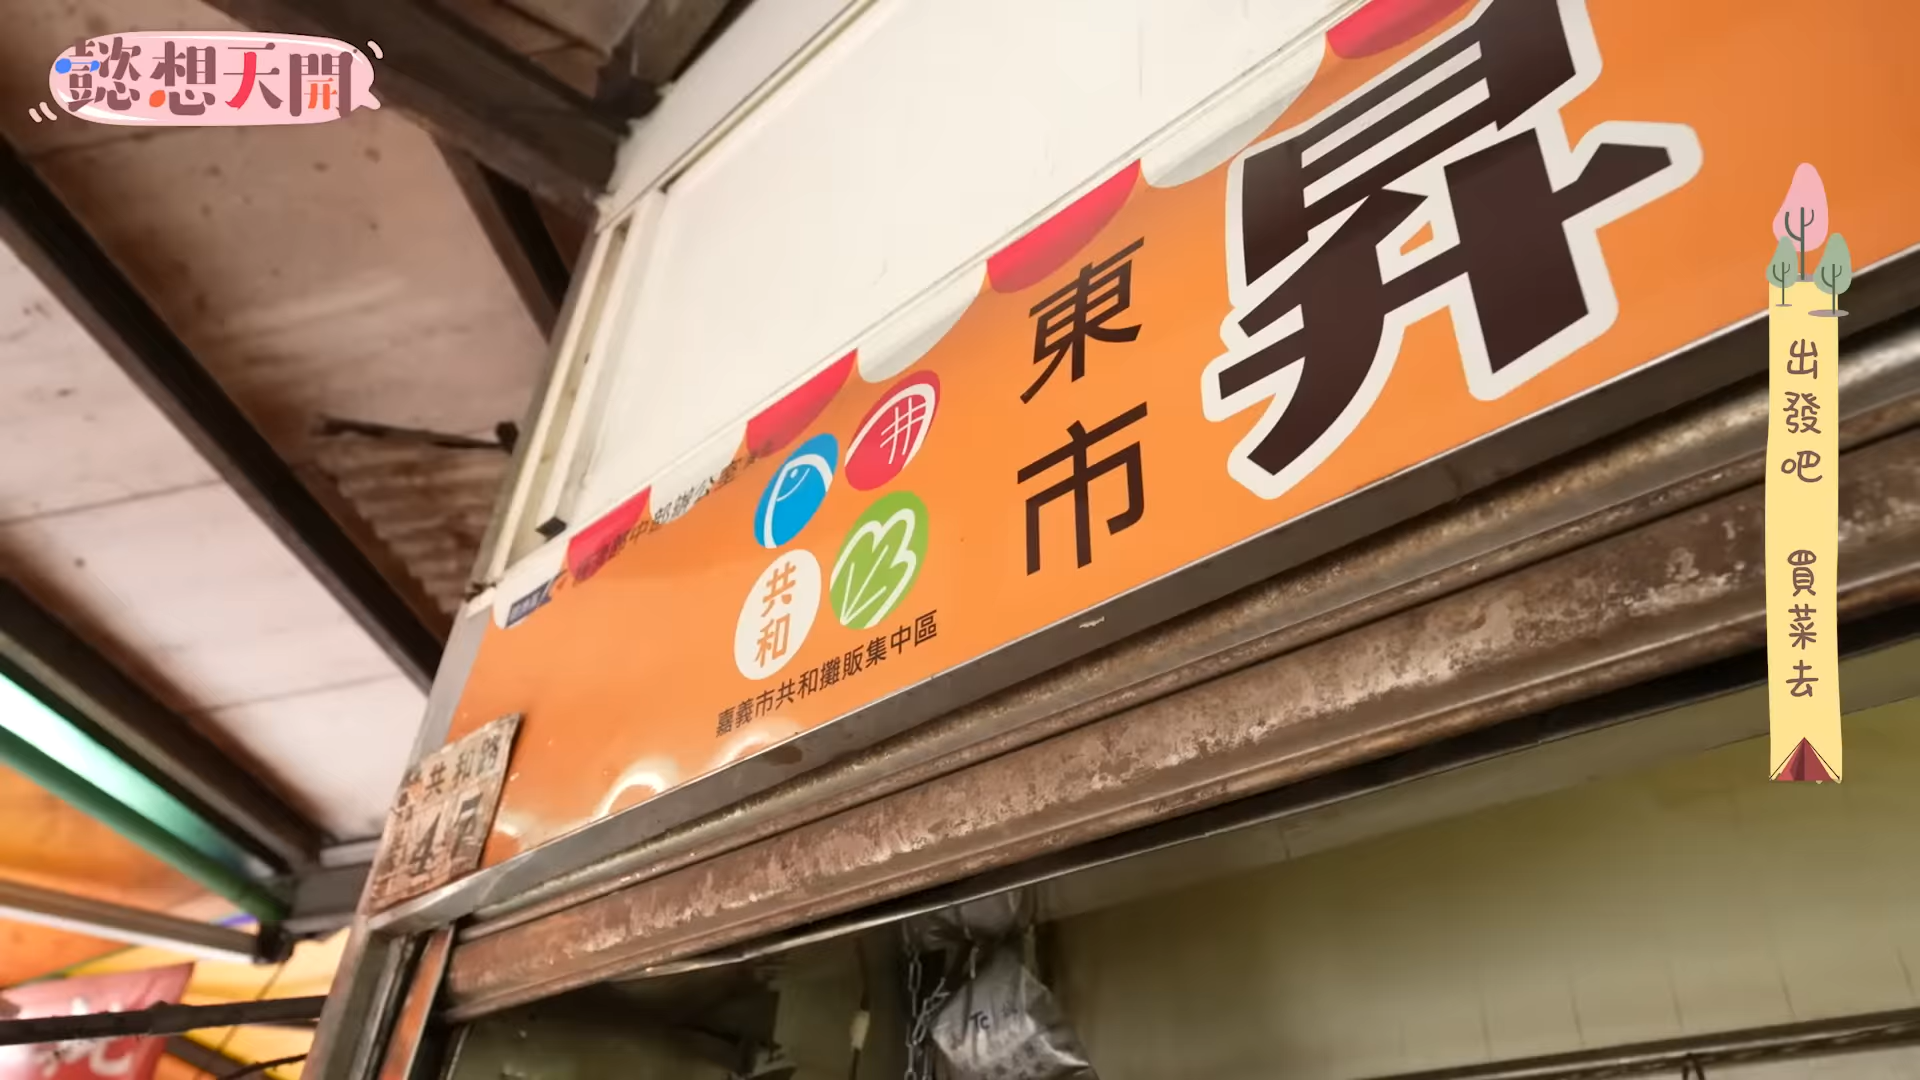 懿想天開
東市
昇
共和
嘉義市共和攤販集中區
共和路
出發吧 買菜去